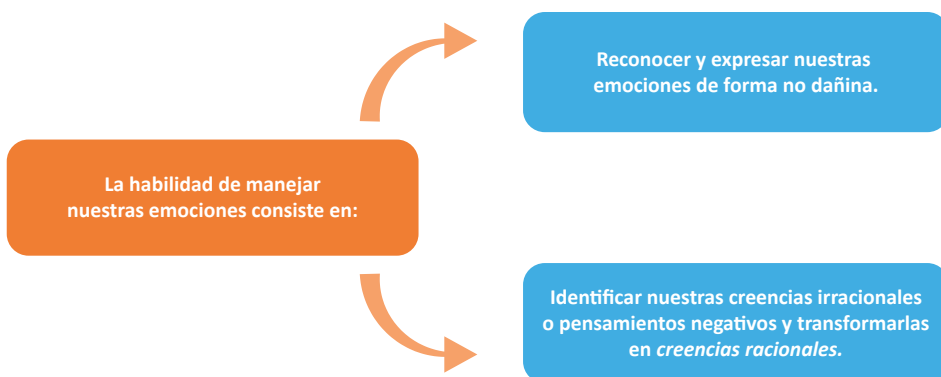 Reconocer y expresar nuestras
emociones de forma no dañina.
La habilidad de manejar
nuestras emociones consiste en:
Identificar nuestras creencias irracionales
o pensamientos negativos y transformarlas
en creencias racionales.